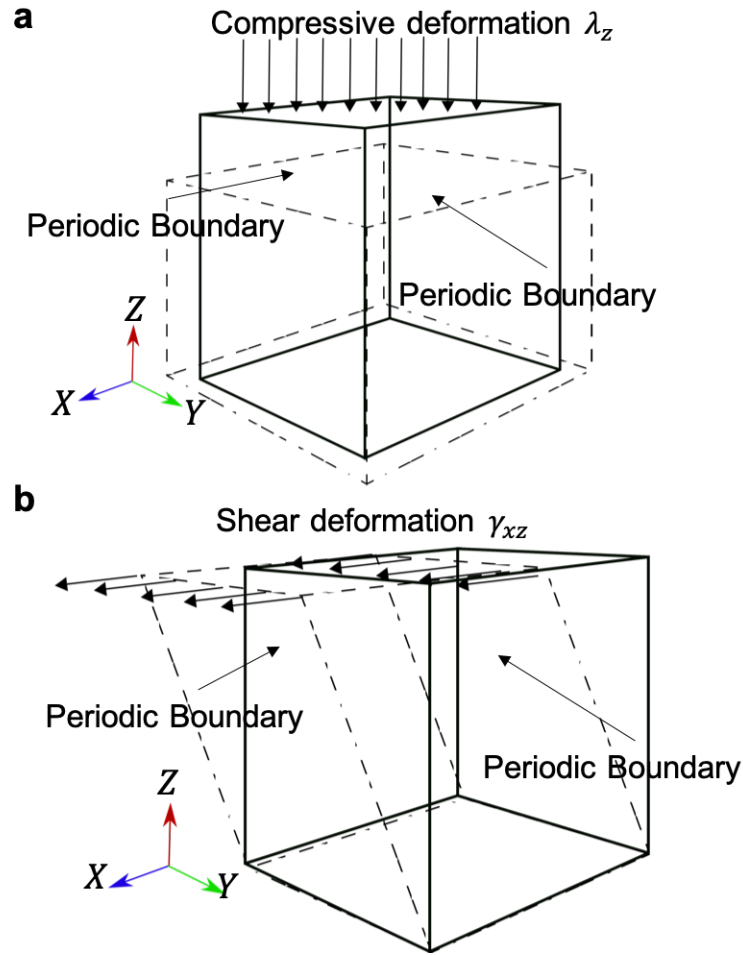 a
Compressive deformation λz
Periodic Boundary
Periodic Boundary
Z
X
Y
b
Shear deformation γxz
Periodic Boundary
Periodic Boundary
Z
X
Y